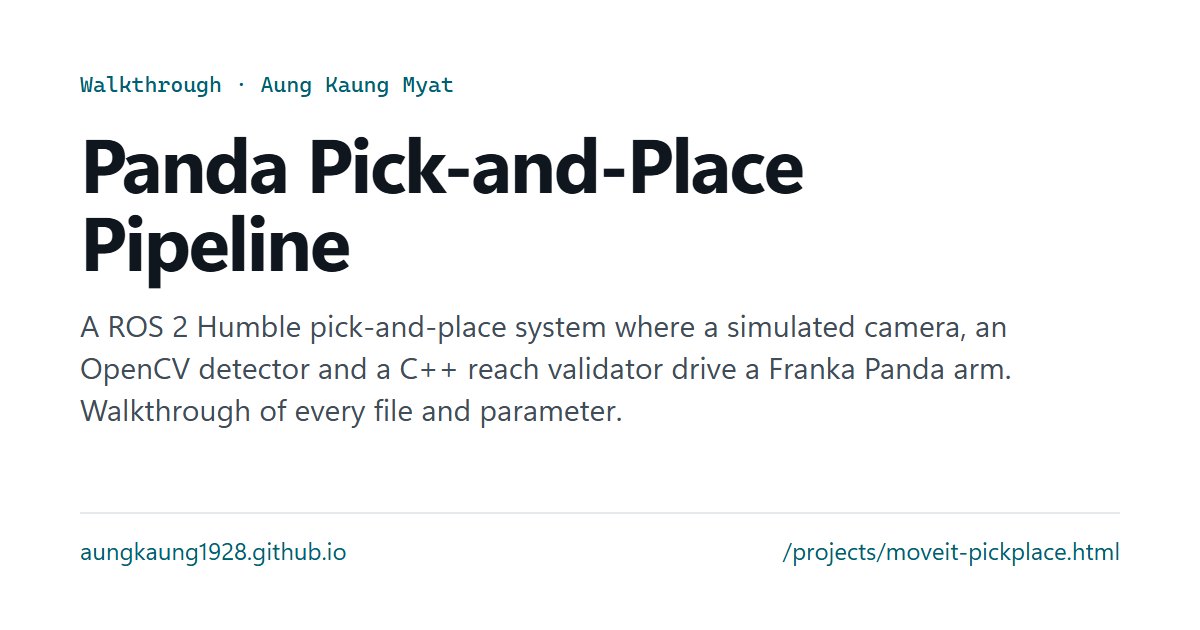 Walkthrough · Aung Kaung Myat
Panda Pick-and-Place
Pipeline
A ROS 2 Humble pick-and-place system where a simulated camera, an
OpenCV detector and a C++ reach validator drive a Franka Panda arm.
Walkthrough of every file and parameter.
aungkaung1928.github.io
/projects/moveit-pickplace.html